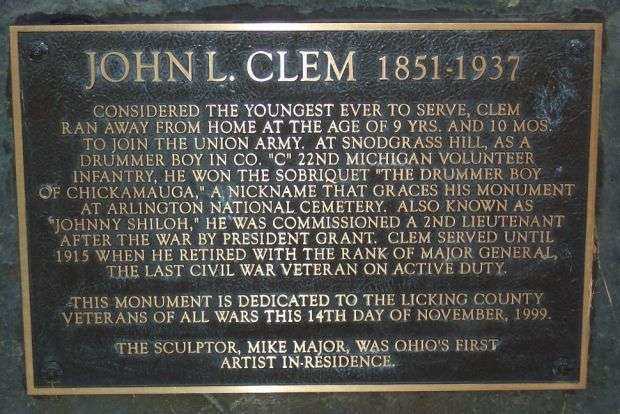 JOHN L. CLEM 1851-1937
CONSIDERED THE YOUNGEST EVER TO SERVE, CLEM
RAN AWAY FROM HOME AT THE AGE OF 9 YRS. AND 10 MOS.
TO JOIN THE UNION ARMY. AT SNODGRASS HILL, AS A
DRUMMER BOY IN CO. "C" 22ND MICHIGAN VOLUNTEER
INFANTRY, HE WON THE SOBRIQUET "THE DRUMMER BOY
OF CHICKAMAUGA," A NICKNAME THAT GRACES HIS MONUMENT
AT ARLINGTON NATIONAL CEMETERY. ALSO KNOWN AS
"JOHNNY SHILOH," HE WAS COMMISSIONED A 2ND LIEUTENANT
AFTER THE WAR BY PRESIDENT GRANT. CLEM SERVED UNTIL
1915 WHEN HE RETIRED WITH THE RANK OF MAJOR GENERAL,
THE LAST CIVIL WAR VETERAN ON ACTIVE DUTY.
THIS MONUMENT IS DEDICATED TO THE LICKING COUNTY
VETERANS OF ALL WARS THIS 14TH DAY OF NOVEMBER, 1999.
THE SCULPTOR, MIKE MAJOR, WAS OHIO'S FIRST
ARTIST IN-RESIDENCE.